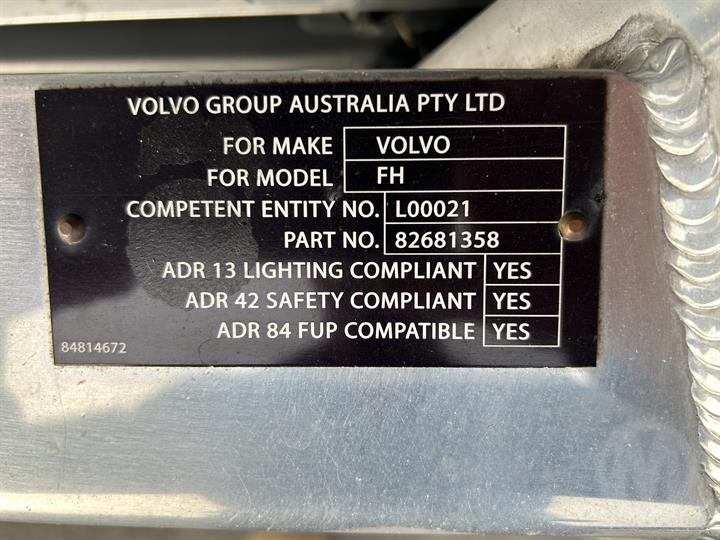 VOLVO GROUP AUSTRALIA PTY LTD
FOR MAKE VOLVO
FOR MODEL FH
COMPETENT ENTITY NO. L00021
PART NO. 82681358
ADR 13 LIGHTING COMPLIANT YES
ADR 42 SAFETY COMPLIANT YES
ADR 84 FUP COMPATIBLE YES
84814672